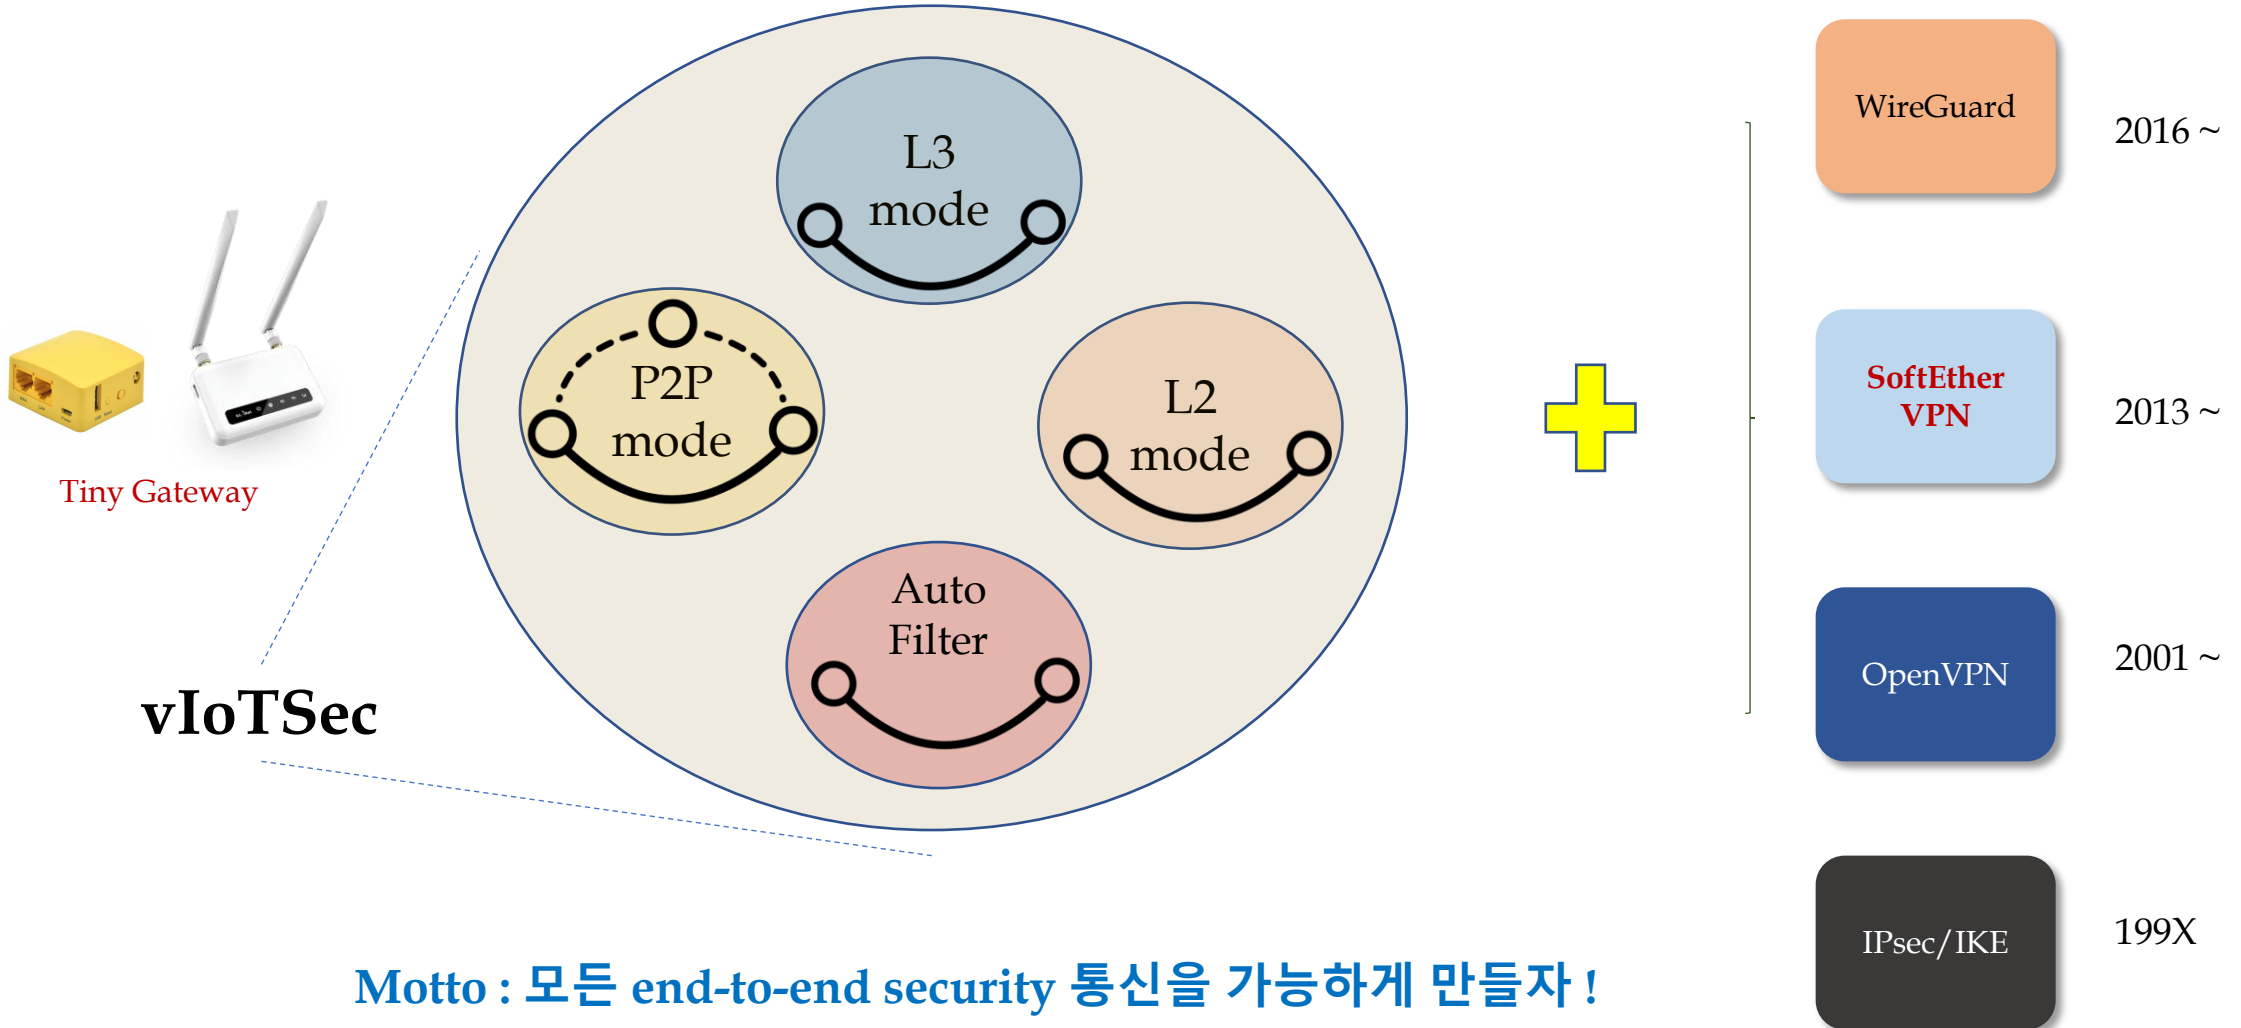 WireGuard
2016 ~
L3
mode
P2P
mode
L2
mode
SoftEther
VPN
2013 ~
Tiny Gateway
Auto
Filter
OpenVPN
2001 ~
vIoTSec
IPsec/IKE
199X
Motto : 모든 end-to-end security 통신을 가능하게 만들자 !